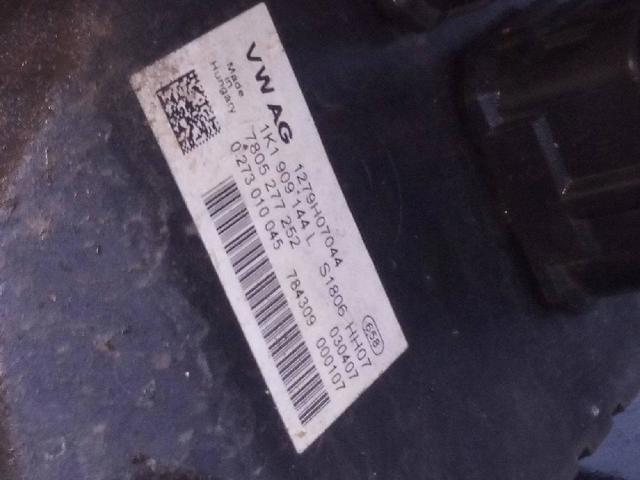 VW AG 1279H07044
Made in Hungary
1K1 909 144 L S1806 HH07
658
7805 277 252 030407
0 273 010 045 784309 000107